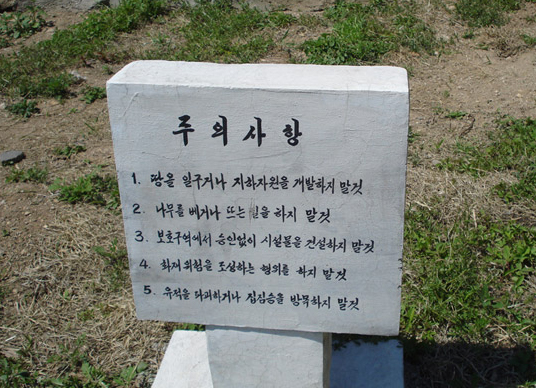 주의사항
1. 땅을 일구거나 지하자원을 개발하지 말것
2. 나무를 베거나 뜨는 일을 하지 말것
3. 보호구역에서 승인없이 시설물을 건설하지 말것
4. 화재위험을 조성하는 행위를 하지 말것
5. 유적을 파괴하거나 집짐승을 방목하지 말것